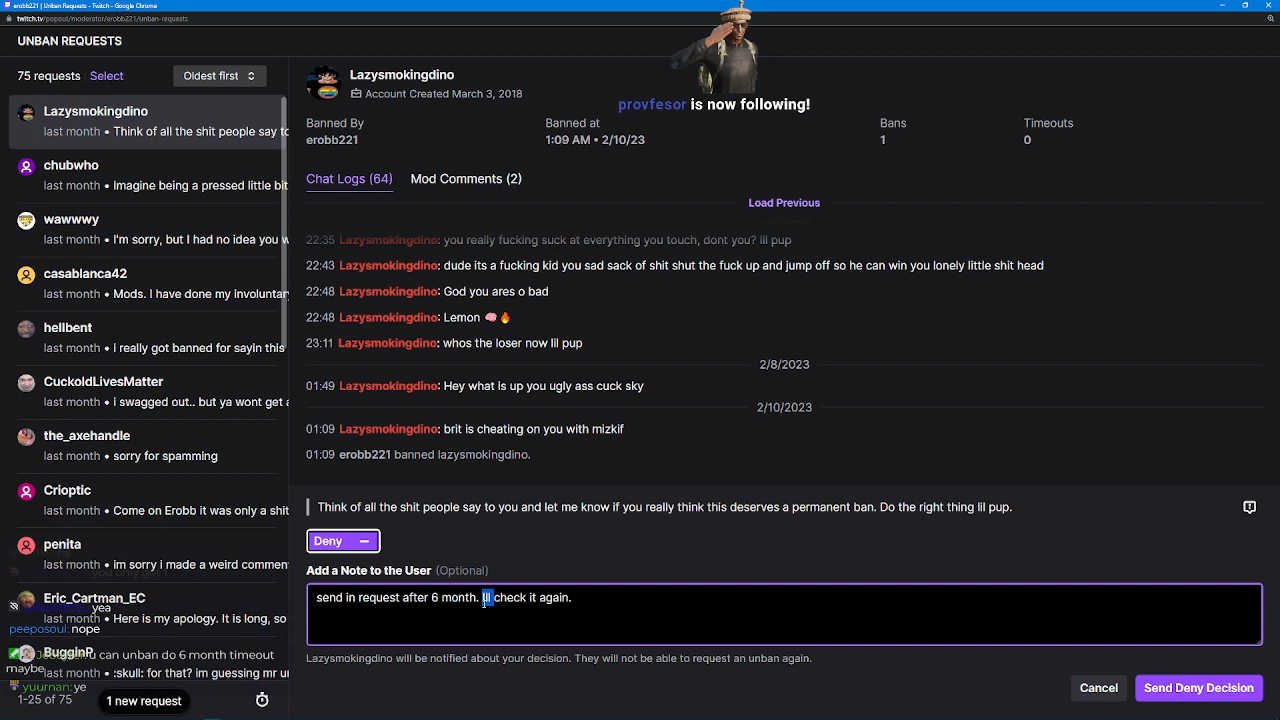 erobb221 | Unban Requests - Twitch - Google Chrome
twitch.tv/popout/moderator/erobb221/unban-requests
UNBAN REQUESTS
75 requests Select Oldest first
Lazysmokingdino
last month • Think of all the shit people say to
chubwho
last month • Imagine being a pressed little bit
wawwwy
last month • I'm sorry, but I had no idea you w
casablanca42
last month • Mods. I have done my involuntar
hellbent
last month • i really got banned for sayin this
CuckoldLivesMatter
last month • i swagged out.. but ya wont get a
the_axehandle
last month • sorry for spamming
Crioptic
last month • Come on Erobb it was only a shit
penita
last month • im sorry i made a weird commen
you only get 1
Eric_Cartman_EC
yea
last month • Here is my apology. It is long, so
peeposoul: nope
BugginP
can unban do 6 month timeout
last month • :skull: for that? im guessing mr u
maybe
yuurnan: ye
1-25 of 75
1 new request
Lazysmokingdino
Account Created March 3, 2018
provfesor is now following!
Banned By Banned at Bans Timeouts
erobb221 1:09 AM • 2/10/23 1 0
Chat Logs (64) Mod Comments (2)
Load Previous
22:35 Lazysmokingdino: you really fucking suck at everything you touch, dont you? lil pup
22:43 Lazysmokingdino: dude its a fucking kid you sad sack of shit shut the fuck up and jump off so he can win you lonely little shit head
22:48 Lazysmokingdino: God you ares o bad
22:48 Lazysmokingdino: Lemon 🧠🔥
23:11 Lazysmokingdino: whos the loser now lil pup
2/8/2023
01:49 Lazysmokingdino: Hey what is up you ugly ass cuck sky
2/10/2023
01:09 Lazysmokingdino: brit is cheating on you with mizkif
01:09 erobb221 banned lazysmokingdino.
Think of all the shit people say to you and let me know if you really think this deserves a permanent ban. Do the right thing lil pup.
Deny
Add a Note to the User (Optional)
send in request after 6 month. check it again.
Lazysmokingdino will be notified about your decision. They will not be able to request an unban again.
Cancel Send Deny Decision